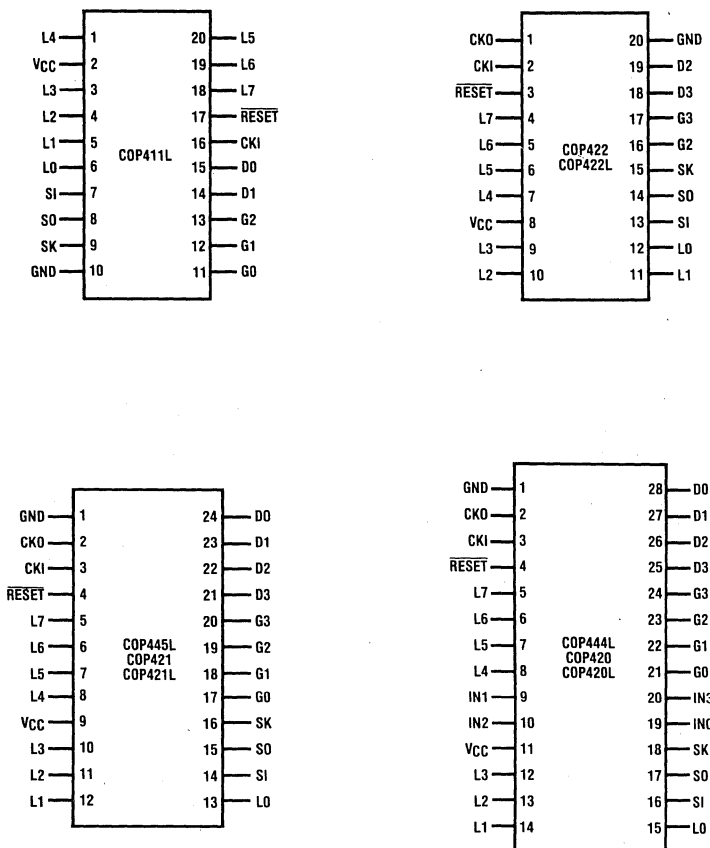 L4 1 20 L5
VCC 2 19 L6
L3 3 18 L7
L2 4 17 RESET
L1 5 16 CKI
COP411L
L0 6 15 D0
SI 7 14 D1
SO 8 13 G2
SK 9 12 G1
GND 10 11 G0
CKO 1 20 GND
CKI 2 19 D2
RESET 3 18 D3
L7 4 17 G3
L6 5 16 G2
COP422
COP422L
L5 6 15 SK
L4 7 14 SO
VCC 8 13 SI
L3 9 12 L0
L2 10 11 L1
GND 1 24 D0
CKO 2 23 D1
CKI 3 22 D2
RESET 4 21 D3
L7 5 20 G3
L6 6 19 G2
COP445L
COP421
COP421L
L5 7 18 G1
L4 8 17 G0
VCC 9 16 SK
L3 10 15 SO
L2 11 14 SI
L1 12 13 L0
GND 1 28 D0
CKO 2 27 D1
CKI 3 26 D2
RESET 4 25 D3
L7 5 24 G3
L6 6 23 G2
L5 7 22 G1
COP444L
COP420
COP420L
L4 8 21 G0
IN1 9 20 IN3
IN2 10 19
VCC 11 18 SK
L3 12 17 SO
L2 13 16 SI
L1 14 15 L0